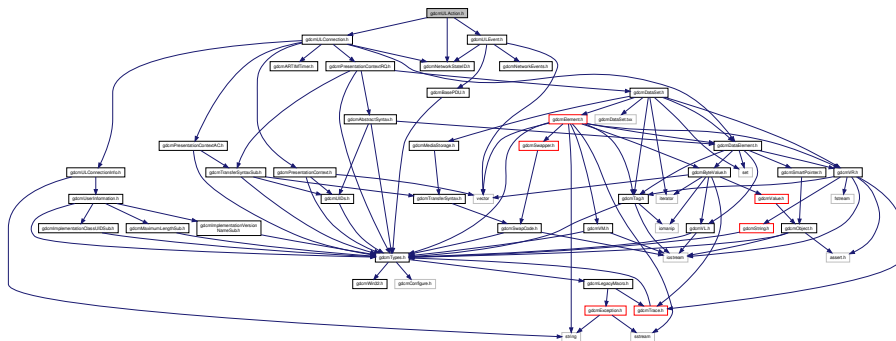 gdcmULAction.h
gdcmULConnection.h
gdcmULEvent.h
gdcmARTIMTimer.h
gdcmPresentationContextRQ.h
gdcmNetworkStateID.h
gdcmNetworkEvents.h
gdcmBasePDU.h
gdcmDataSet.h
gdcmAbstractSyntax.h
gdcmElement.h
gdcmDataSet.txx
gdcmPresentationContextAC.h
gdcmMediaStorage.h
gdcmSwapper.h
gdcmDataElement.h
gdcmULConnectionInfo.h
gdcmTransferSyntaxSub.h
gdcmPresentationContext.h
gdcmByteValue.h
set
gdcmSmartPointer.h
gdcmVR.h
gdcmUserInformation.h
gdcmUIDs.h
gdcmTransferSyntax.h
vector
gdcmTag.h
iterator
gdcmValue.h
fstream
gdcmImplementationClassUIDSub.h
gdcmMaximumLengthSub.h
gdcmImplementationVersion
NameSub.h
gdcmSwapCode.h
gdcmVM.h
iomanip
gdcmVL.h
gdcmString.h
gdcmObject.h
gdcmTypes.h
iostream
assert.h
gdcmWin32.h
gdcmConfigure.h
gdcmLegacyMacro.h
gdcmException.h
gdcmTrace.h
string
sstream